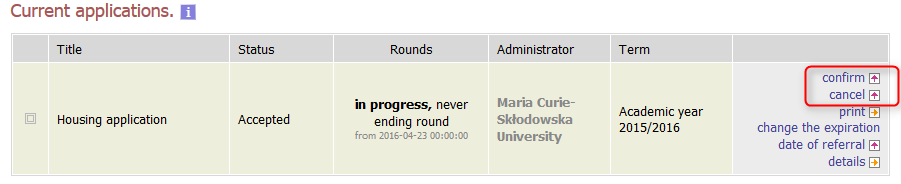 Current applications. i
Title Status Rounds Administrator Term
Housing application
Accepted
in progress, never
ending round
from 2016-04-23 00:00:00
Maria Curie-
Skłodowska
University
Academic year
2015/2016
confirm
cancel
print
change the expiration
date of referral
details